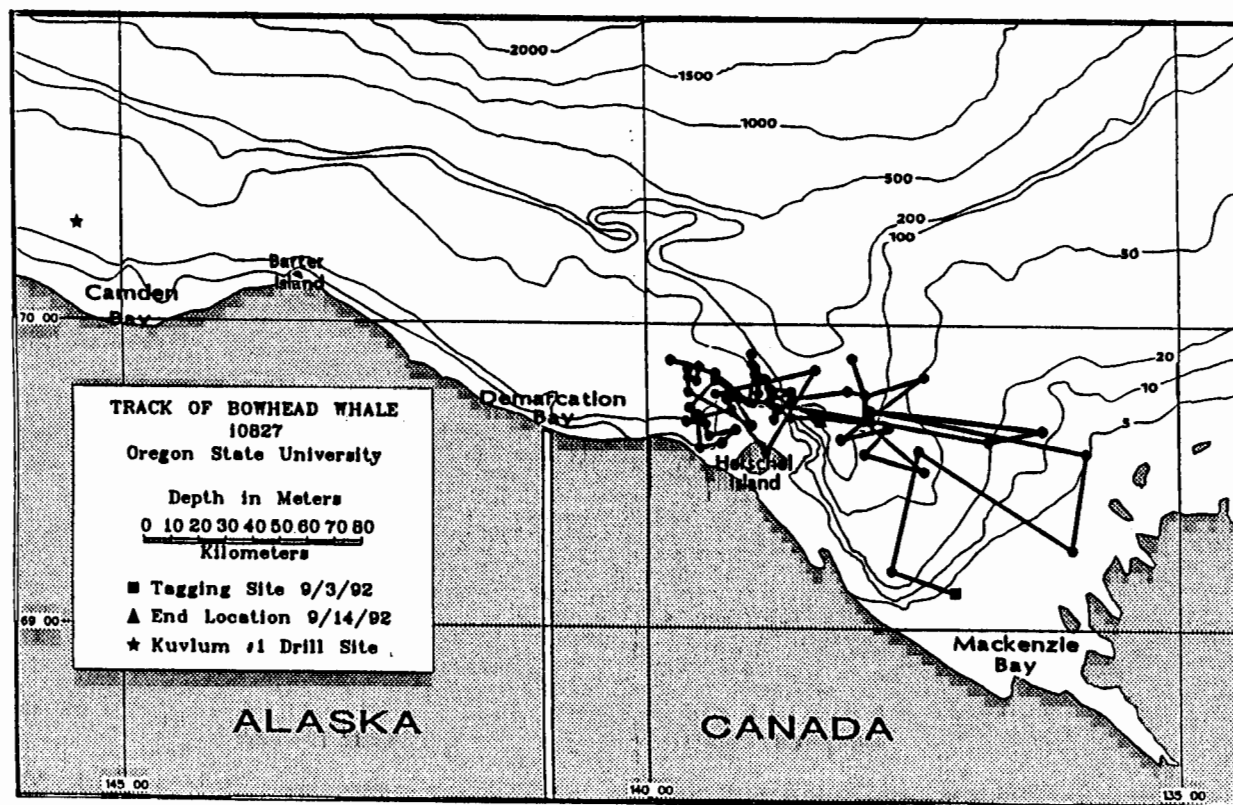 2000
1500
1000
500
200
100
50
20
10
5
Barter
Island
Camden
Bay
70 00
Demarcation
Bay
Herschel
Island
TRACK OF BOWHEAD WHALE
10827
Oregon State University
Depth in Meters
0 10 20 30 40 50 60 70 80
Kilometers
■ Tagging Site 9/3/92
▲ End Location 9/14/92
★ Kuvlum #1 Drill Site
69 00
Mackenzie
Bay
ALASKA
CANADA
145 00
140 00
135 00